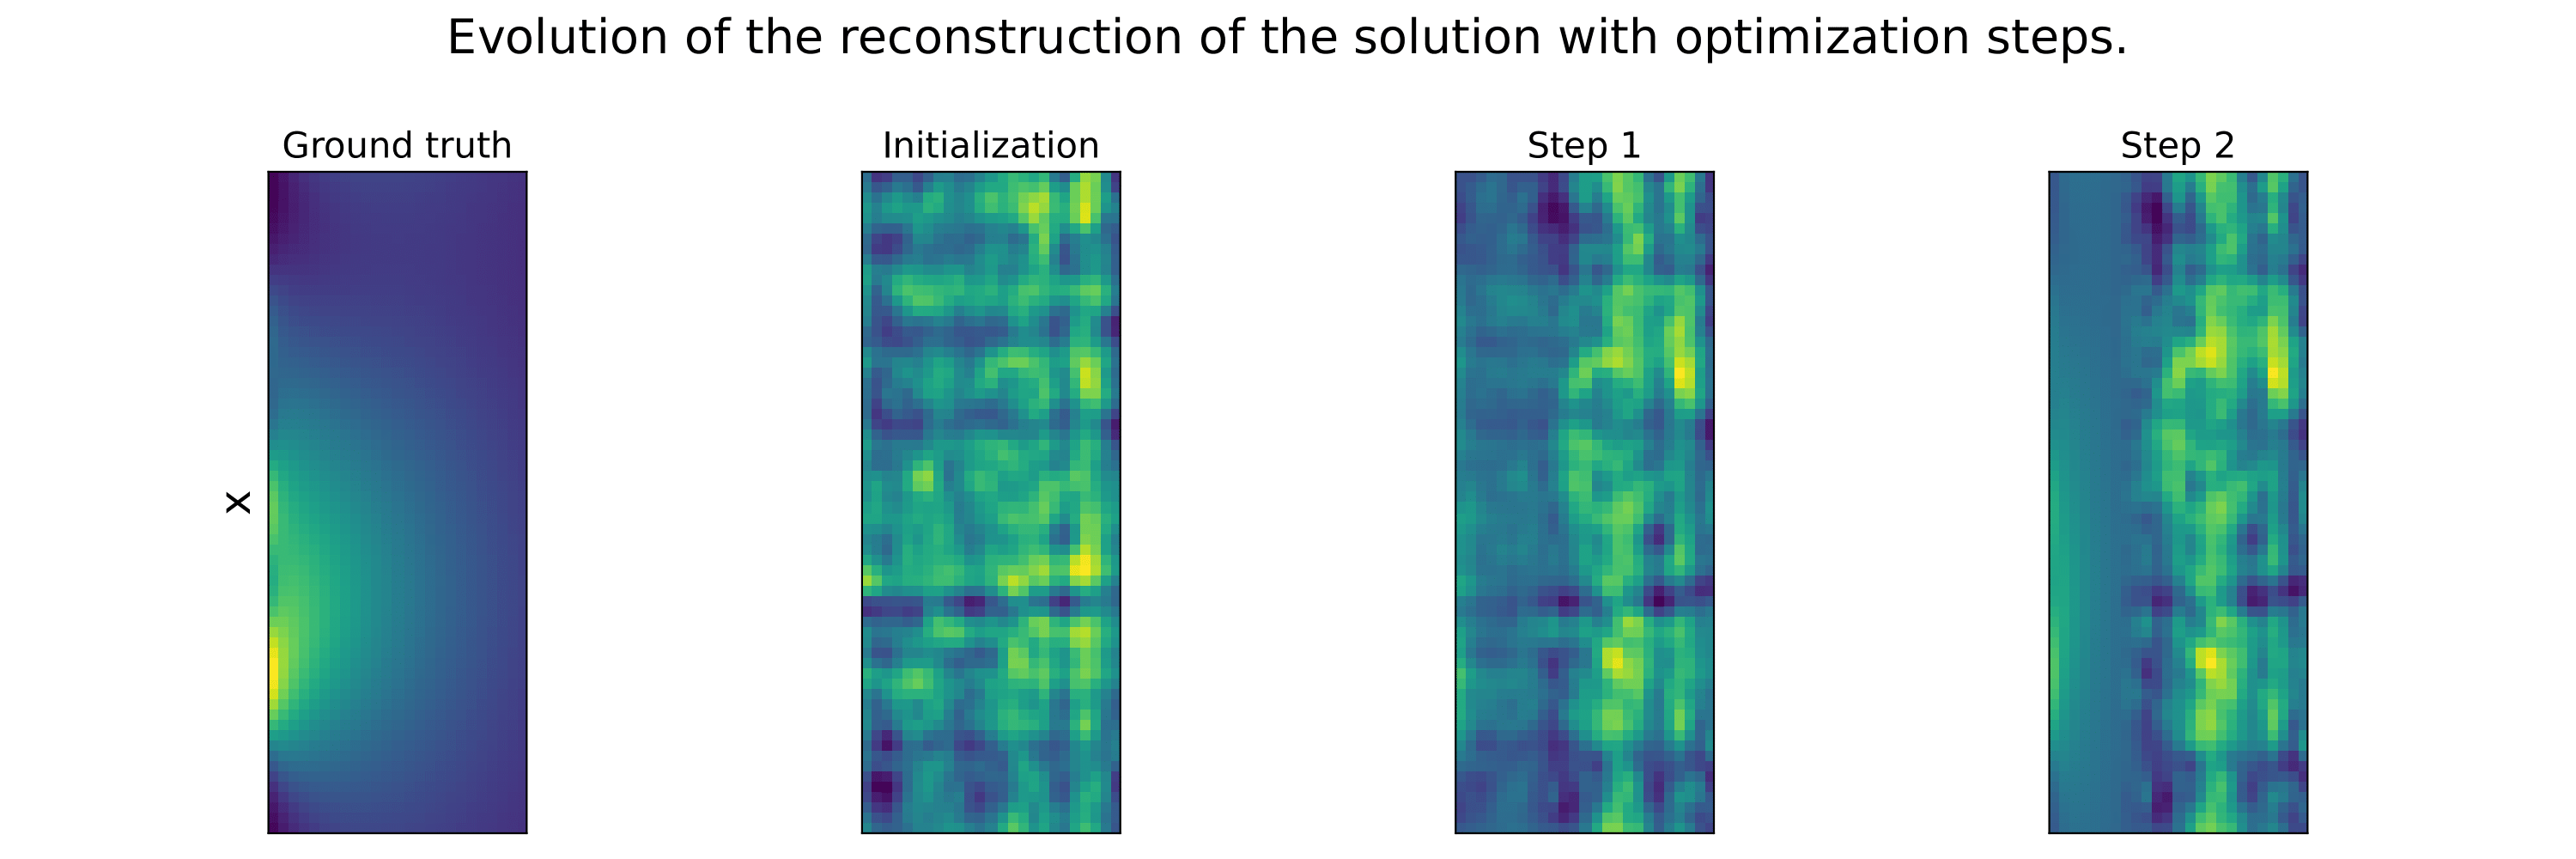 Evolution of the reconstruction of the solution with optimization steps.
Ground truth
Initialization
Step 1
Step 2
x